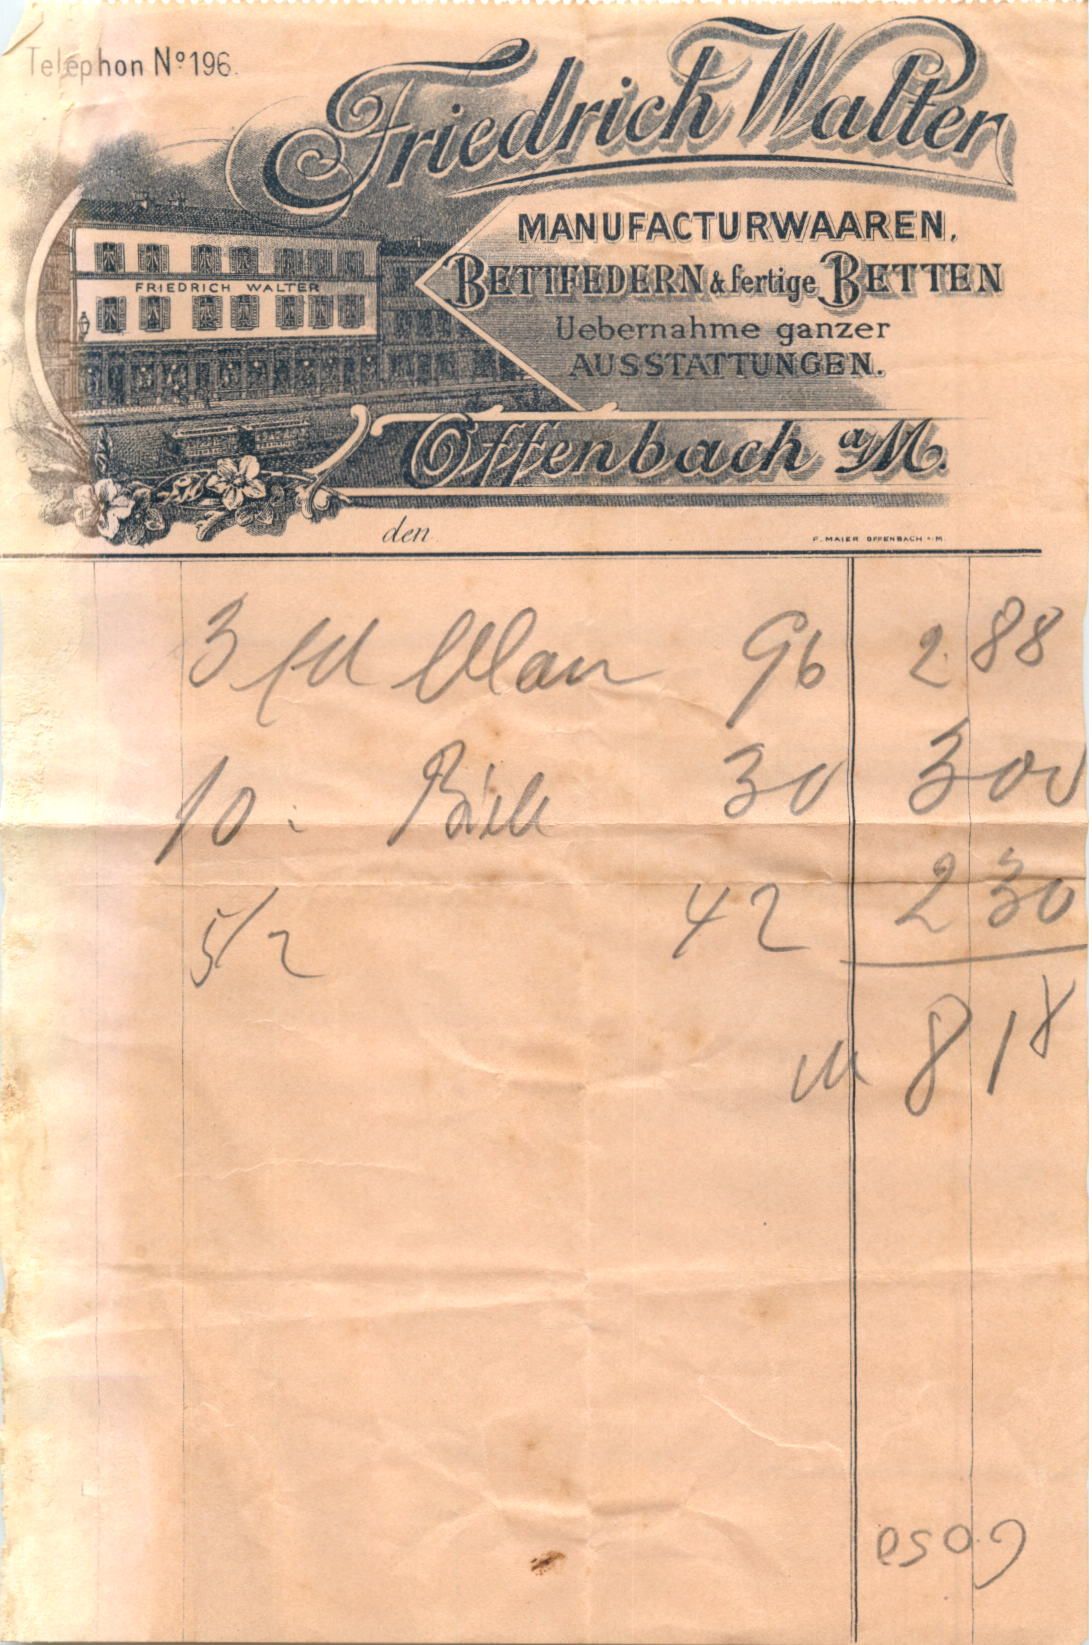 Telephon Nº 196.
Friedrich Walter
MANUFACTURWAAREN,
BETTFEDERN & fertige BETTEN
FRIEDRICH WALTER
Uebernahme ganzer
AUSSTATTUNGEN.
Offenbach a/M.
den
F. MAIER OFFENBACH A/M.
3 96 2 88
10 30 3 00
5/2 42 2 30
M 8 18